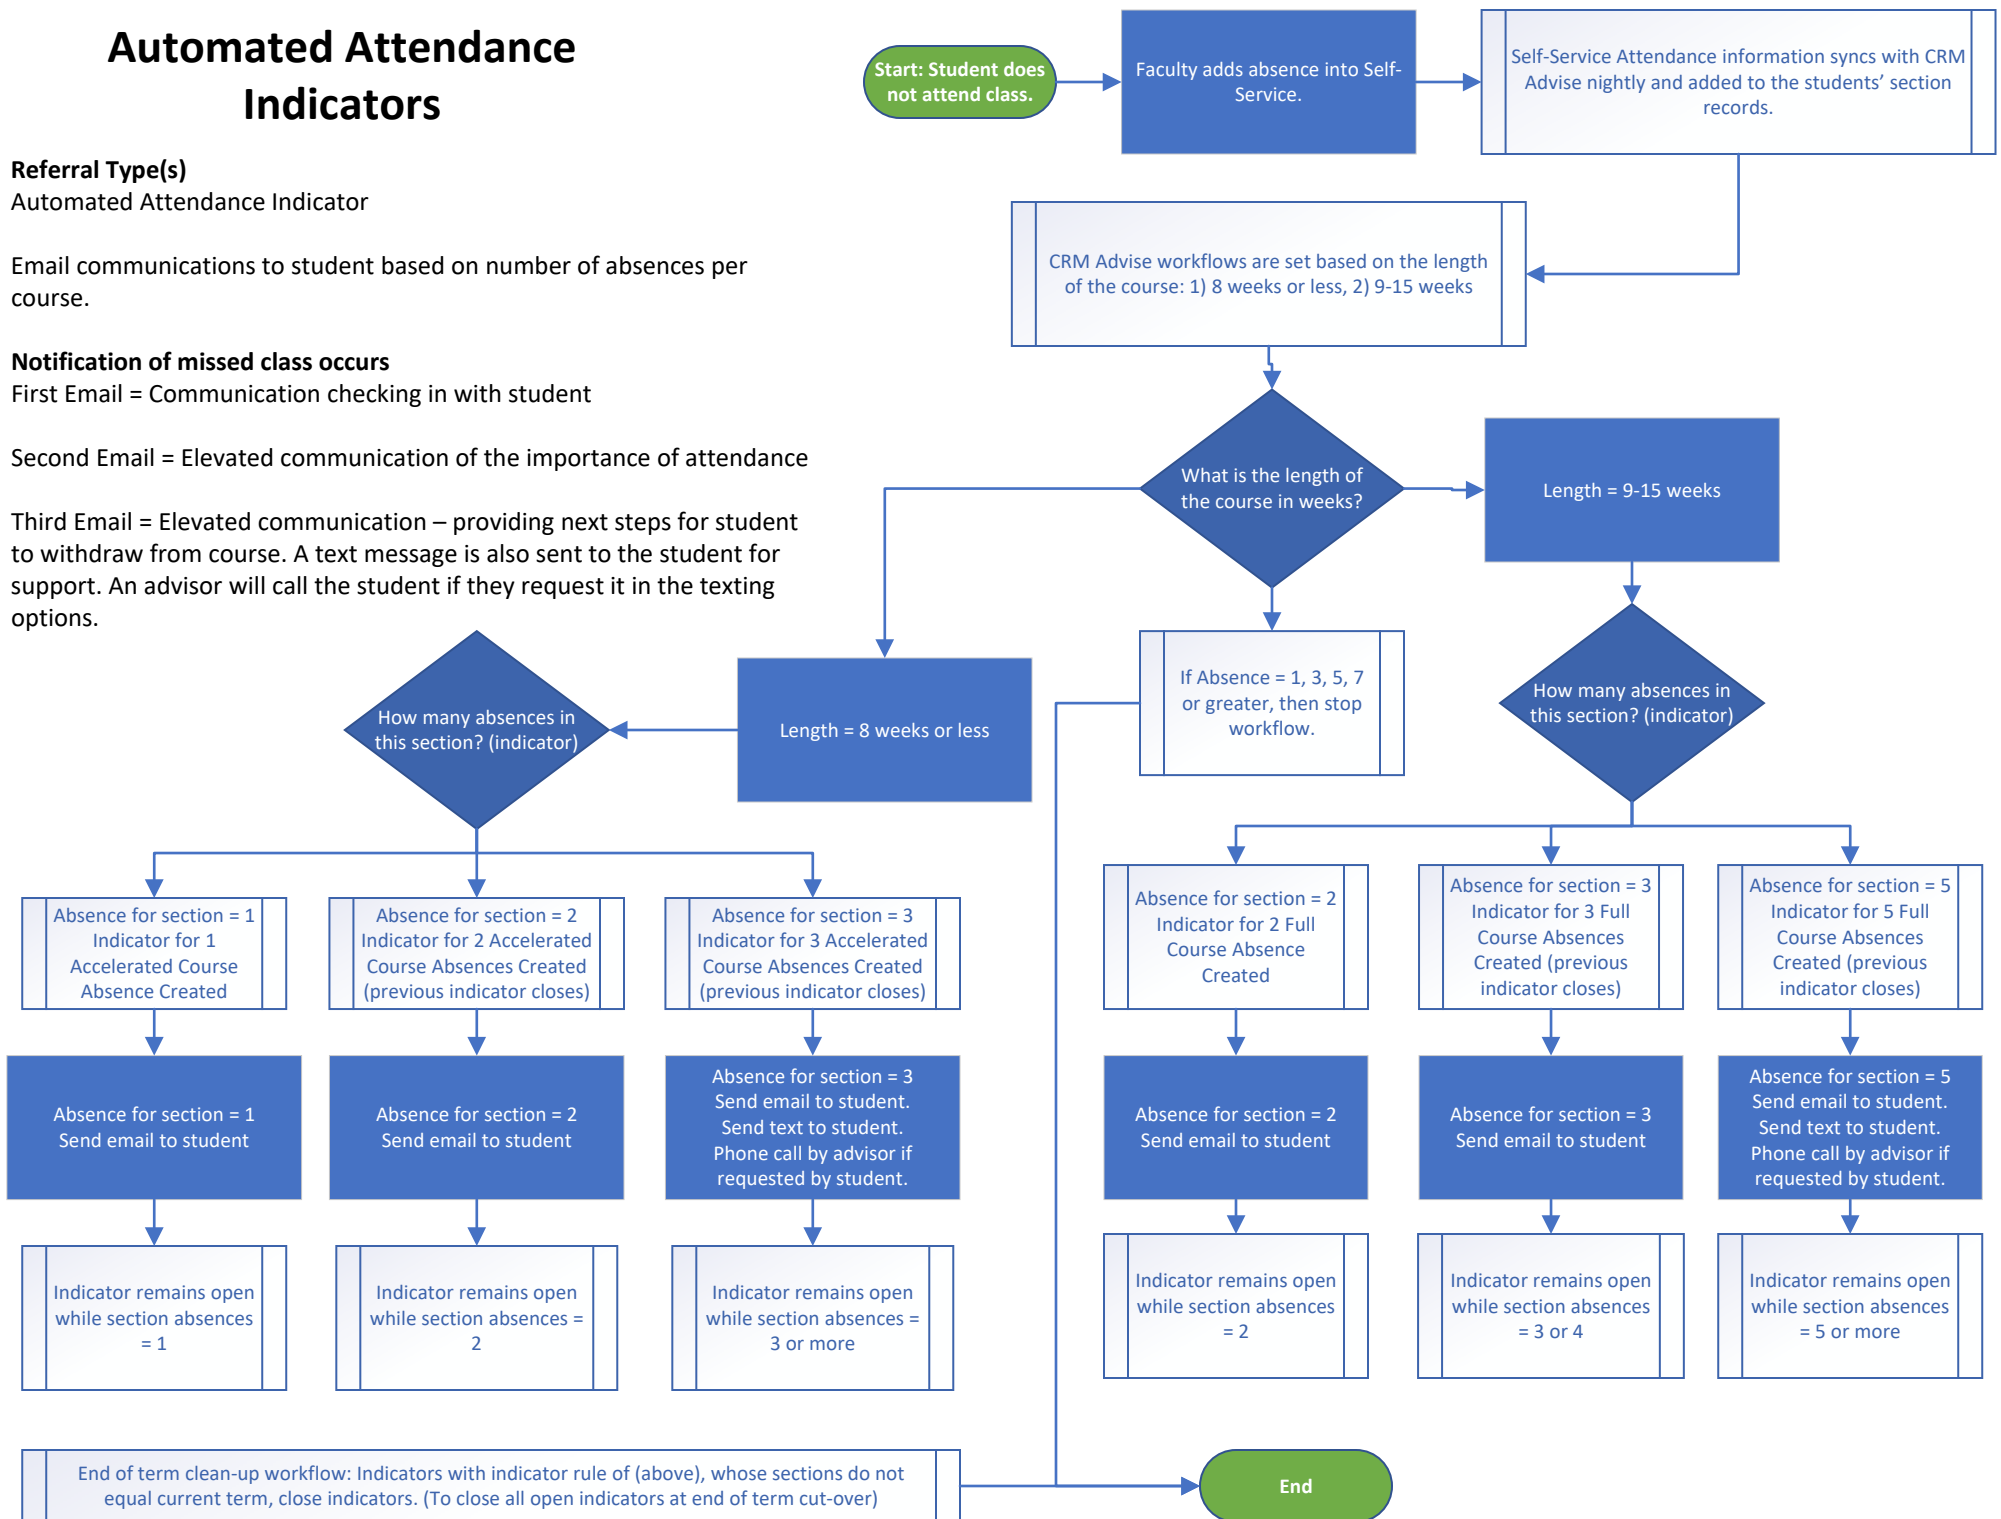 Automated Attendance
Indicators
Referral Type(s)
Automated Attendance Indicator
Email communications to student based on number of absences per
course.
Notification of missed class occurs
First Email = Communication checking in with student
Second Email = Elevated communication of the importance of attendance
Third Email = Elevated communication – providing next steps for student
to withdraw from course. A text message is also sent to the student for
support. An advisor will call the student if they request it in the texting
options.
Start: Student does
not attend class.
Faculty adds absence into Self-
Service.
Self-Service Attendance information syncs with CRM
Advise nightly and added to the students’ section
records.
CRM Advise workflows are set based on the length
of the course: 1) 8 weeks or less, 2) 9-15 weeks
What is the length of
the course in weeks?
Length = 9-15 weeks
If Absence = 1, 3, 5, 7
or greater, then stop
workflow.
Length = 8 weeks or less
How many absences in
this section? (indicator)
How many absences in
this section? (indicator)
Absence for section = 1
Indicator for 1
Accelerated Course
Absence Created
Absence for section = 2
Indicator for 2 Accelerated
Course Absences Created
(previous indicator closes)
Absence for section = 3
Indicator for 3 Accelerated
Course Absences Created
(previous indicator closes)
Absence for section = 2
Indicator for 2 Full
Course Absence
Created
Absence for section = 3
Indicator for 3 Full
Course Absences
Created (previous
indicator closes)
Absence for section = 5
Indicator for 5 Full
Course Absences
Created (previous
indicator closes)
Absence for section = 1
Send email to student
Absence for section = 2
Send email to student
Absence for section = 3
Send email to student.
Send text to student.
Phone call by advisor if
requested by student.
Absence for section = 2
Send email to student
Absence for section = 3
Send email to student
Absence for section = 5
Send email to student.
Send text to student.
Phone call by advisor if
requested by student.
Indicator remains open
while section absences
= 1
Indicator remains open
while section absences =
2
Indicator remains open
while section absences =
3 or more
Indicator remains open
while section absences
= 2
Indicator remains open
while section absences
= 3 or 4
Indicator remains open
while section absences
= 5 or more
End of term clean-up workflow: Indicators with indicator rule of (above), whose sections do not
equal current term, close indicators. (To close all open indicators at end of term cut-over)
End